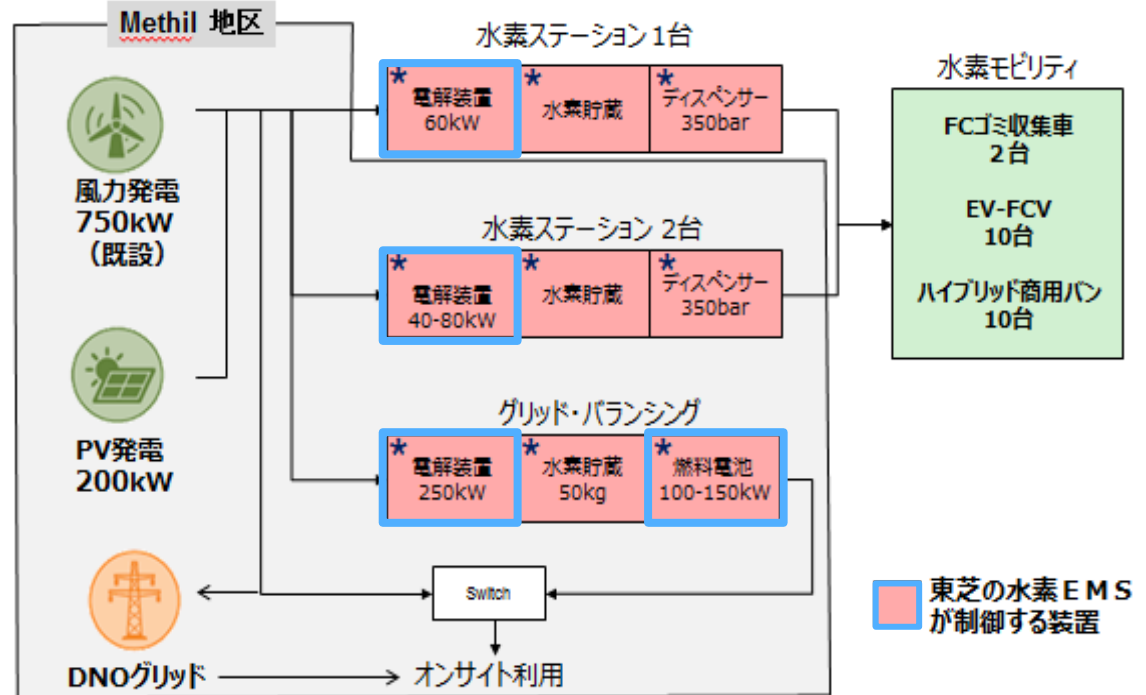 Methil 地区
風力発電
750kW
（既設）
PV発電
200kW
DNOグリッド
水素ステーション 1台
*
電解装置
60kW
*
水素貯蔵
*
ディスペンサー
350bar
水素ステーション 2台
*
電解装置
40-80kW
*
水素貯蔵
*
ディスペンサー
350bar
グリッド・バランシング
*
電解装置
250kW
*
水素貯蔵
50kg
*
燃料電池
100-150kW
Switch
オンサイト利用
水素モビリティ
FCゴミ収集車
2台
EV-FCV
10台
ハイブリッド商用バン
10台
東芝の水素ＥＭＳ
が制御する装置